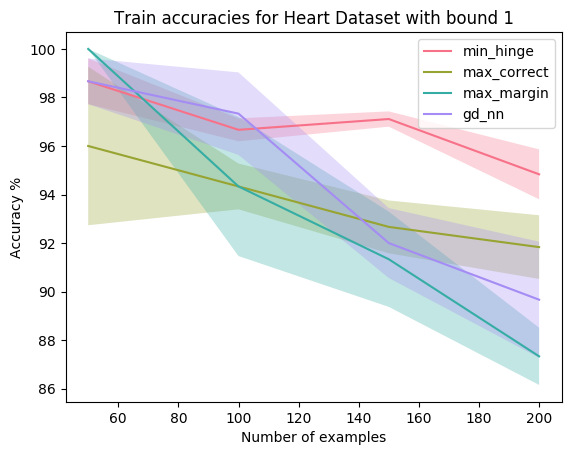 Train accuracies for Heart Dataset with bound 1
min_hinge
max_correct
max_margin
gd_nn
Accuracy %
100
98
96
94
92
90
88
86
60 80 100 120 140 160 180 200
Number of examples